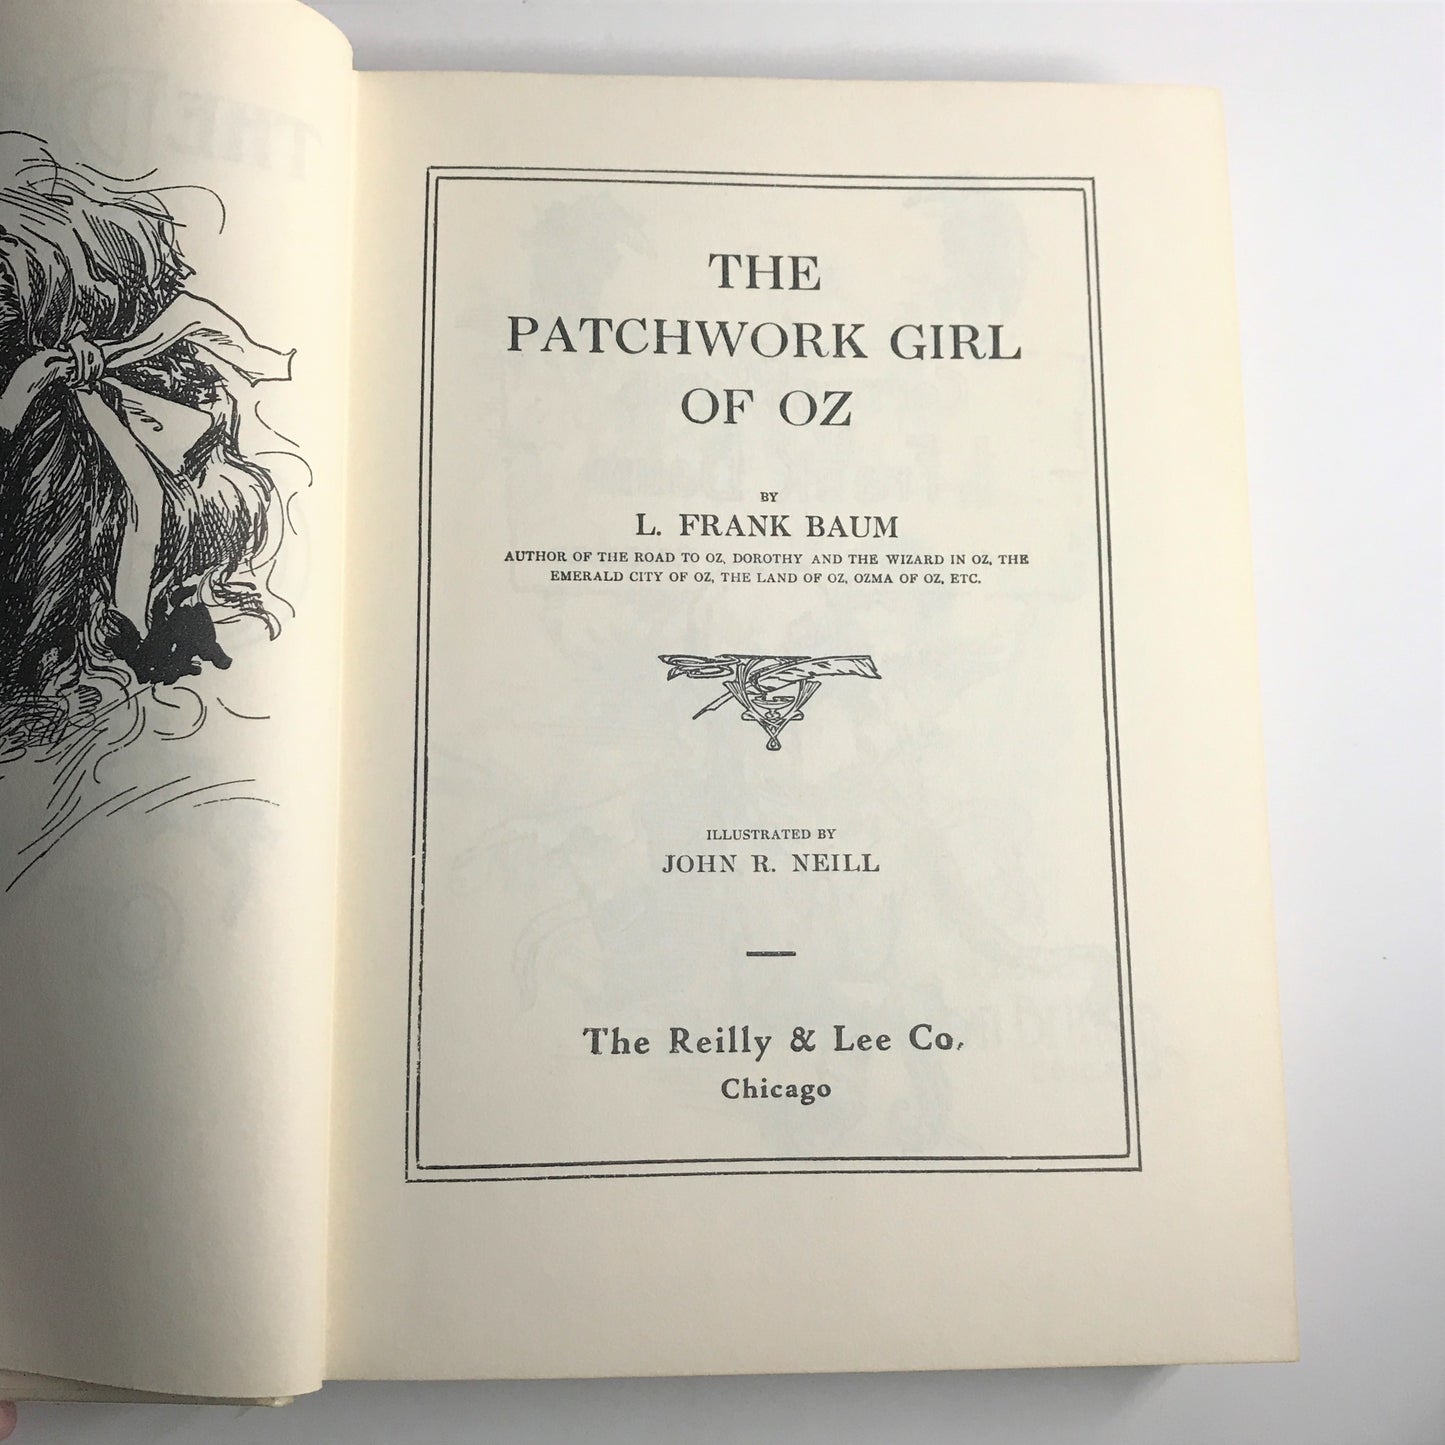 THE
PATCHWORK GIRL
OF OZ
BY
L. FRANK BAUM
AUTHOR OF THE ROAD TO OZ, DOROTHY AND THE WIZARD IN OZ, THE
EMERALD CITY OF OZ, THE LAND OF OZ, OZMA OF OZ, ETC.
ILLUSTRATED BY
JOHN R. NEILL
The Reilly & Lee Co.
Chicago